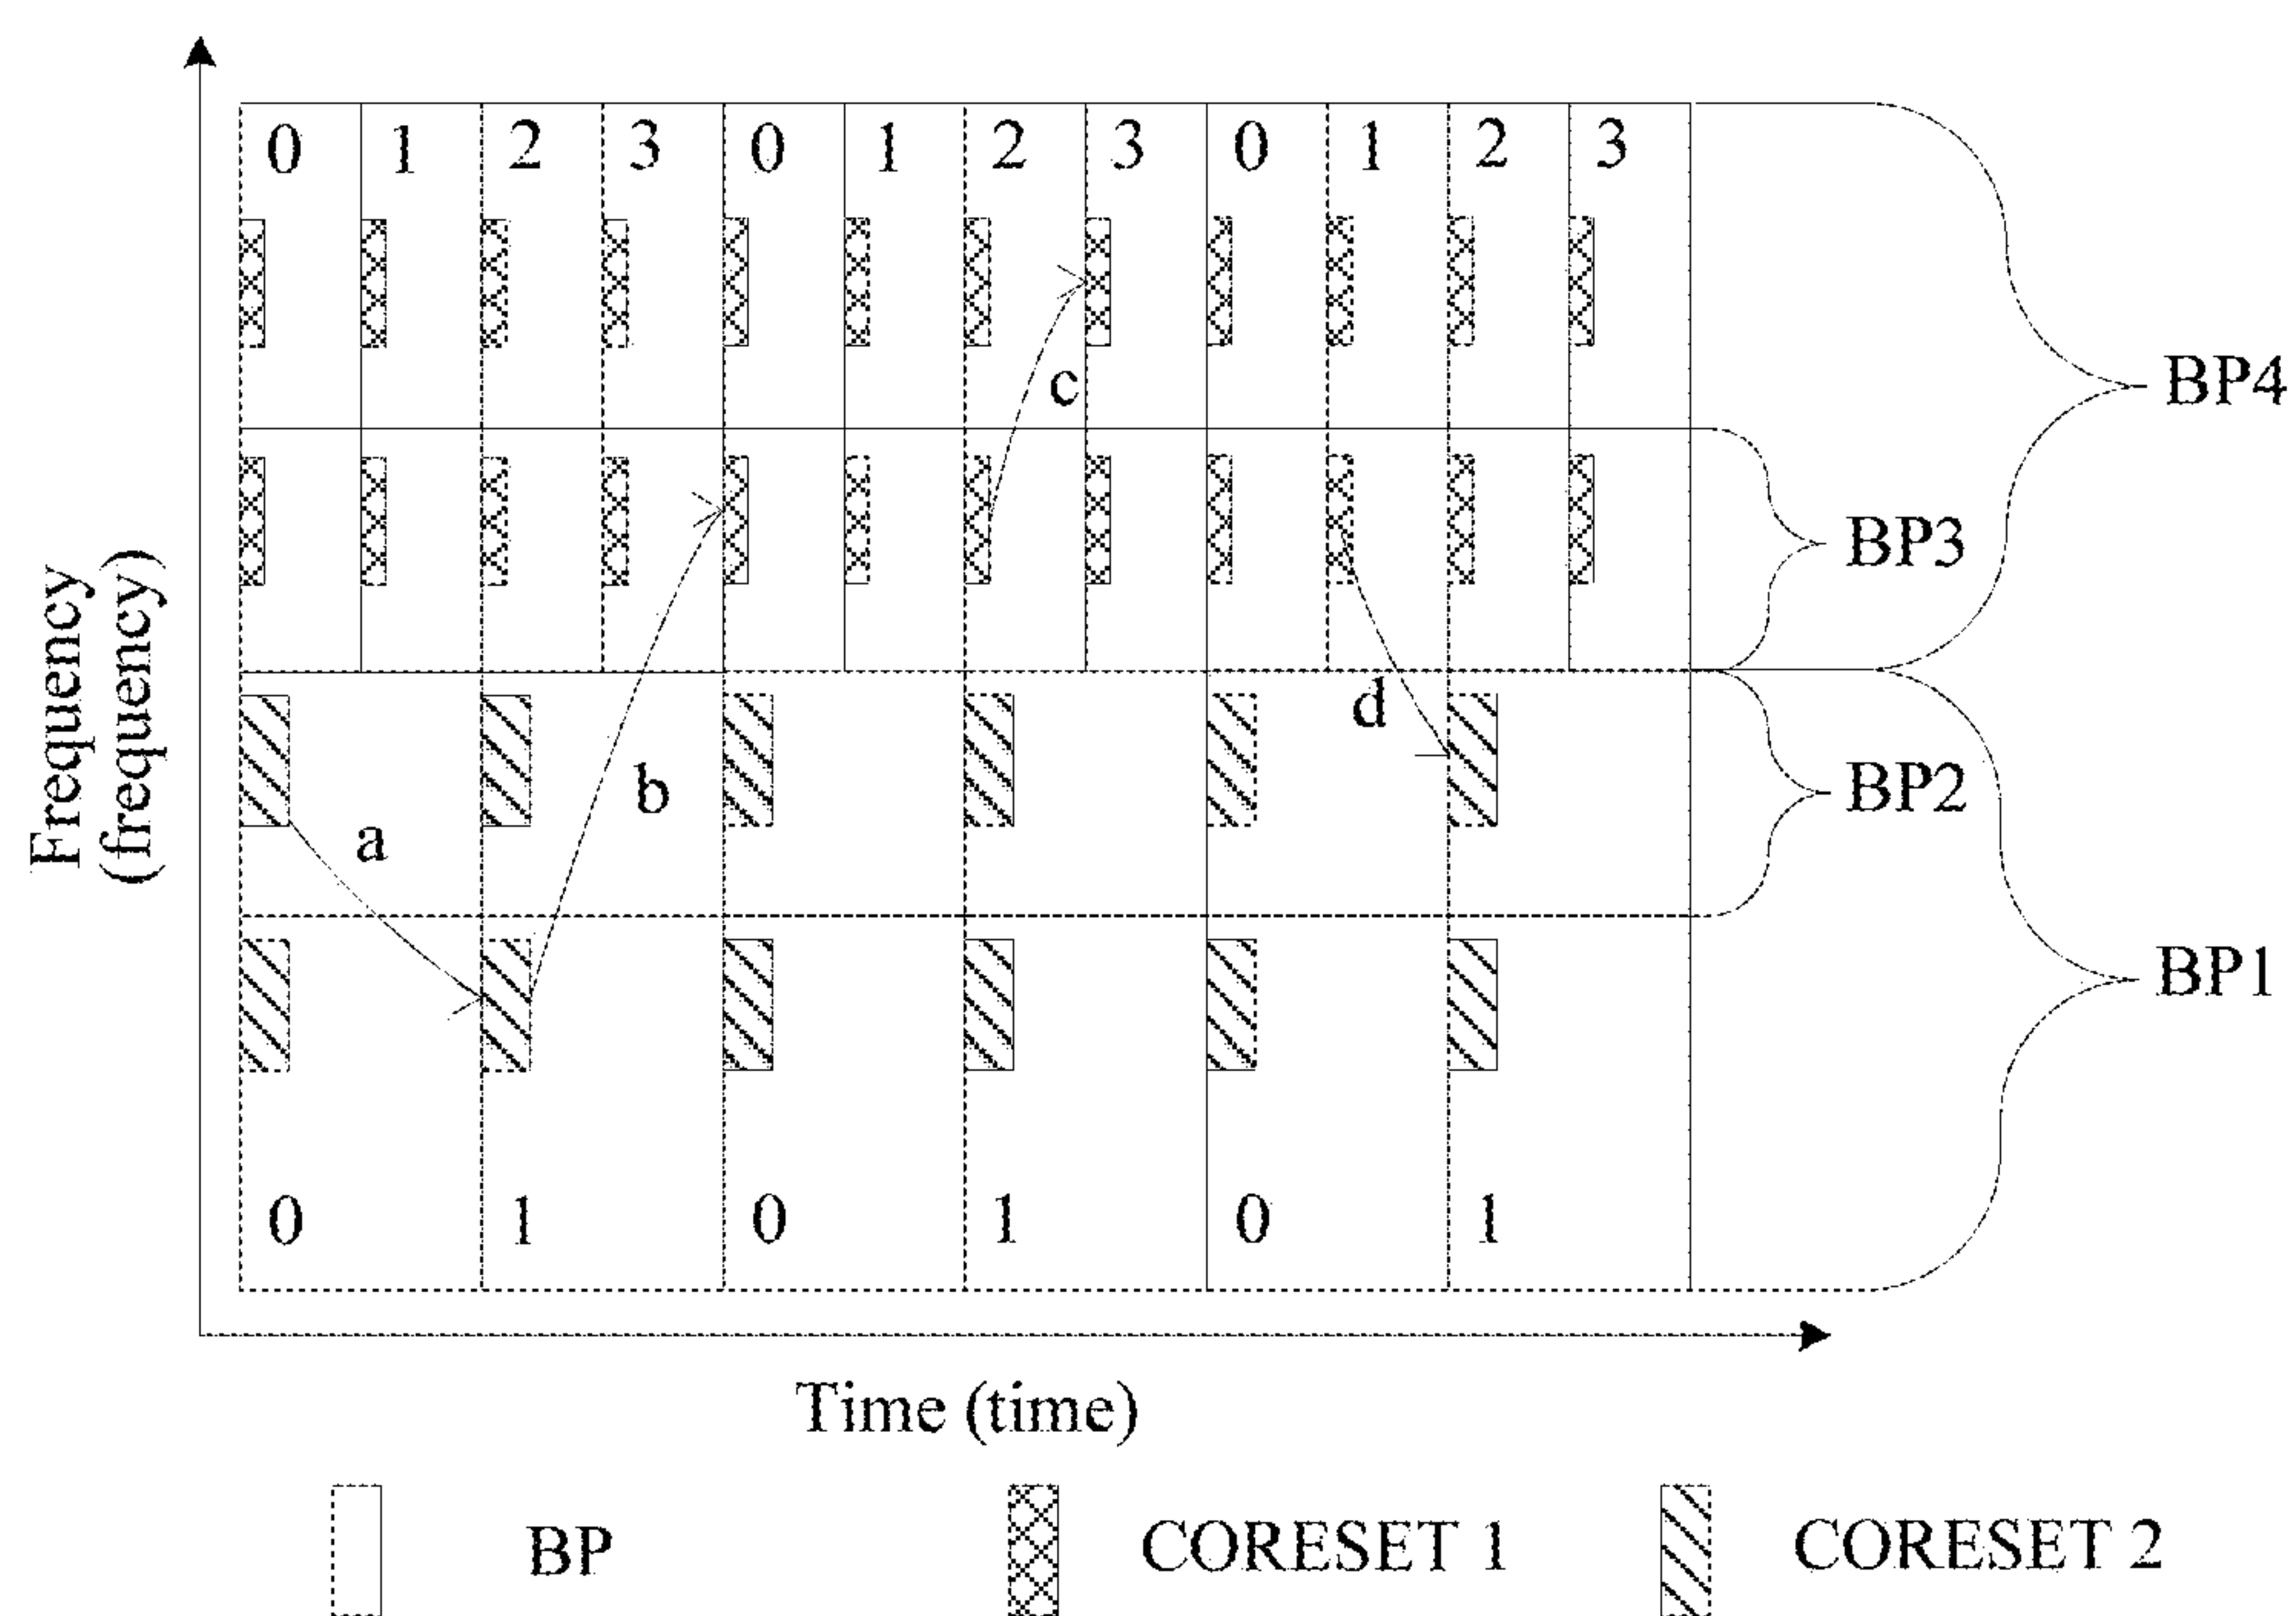 0 1 2 3 0 1 2 3 0 1 2 3
c
BP4
BP3
d
BP2
b
a
BP1
0 1 0 1 0 1
Frequency
(frequency)
Time (time)
BP CORESET 1 CORESET 2